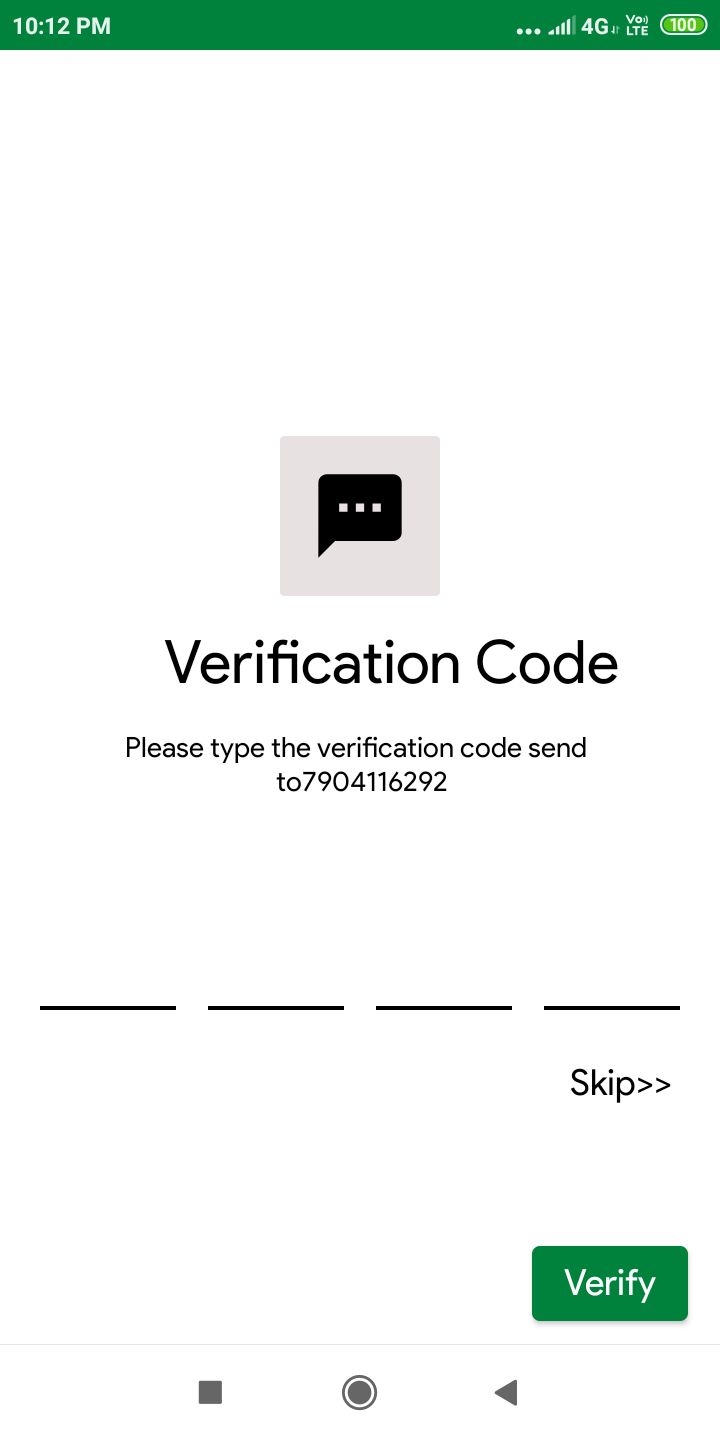 10:12 PM 4G Vo) LTE 100
Verification Code
Please type the verification code send
to7904116292
Skip>>
Verify